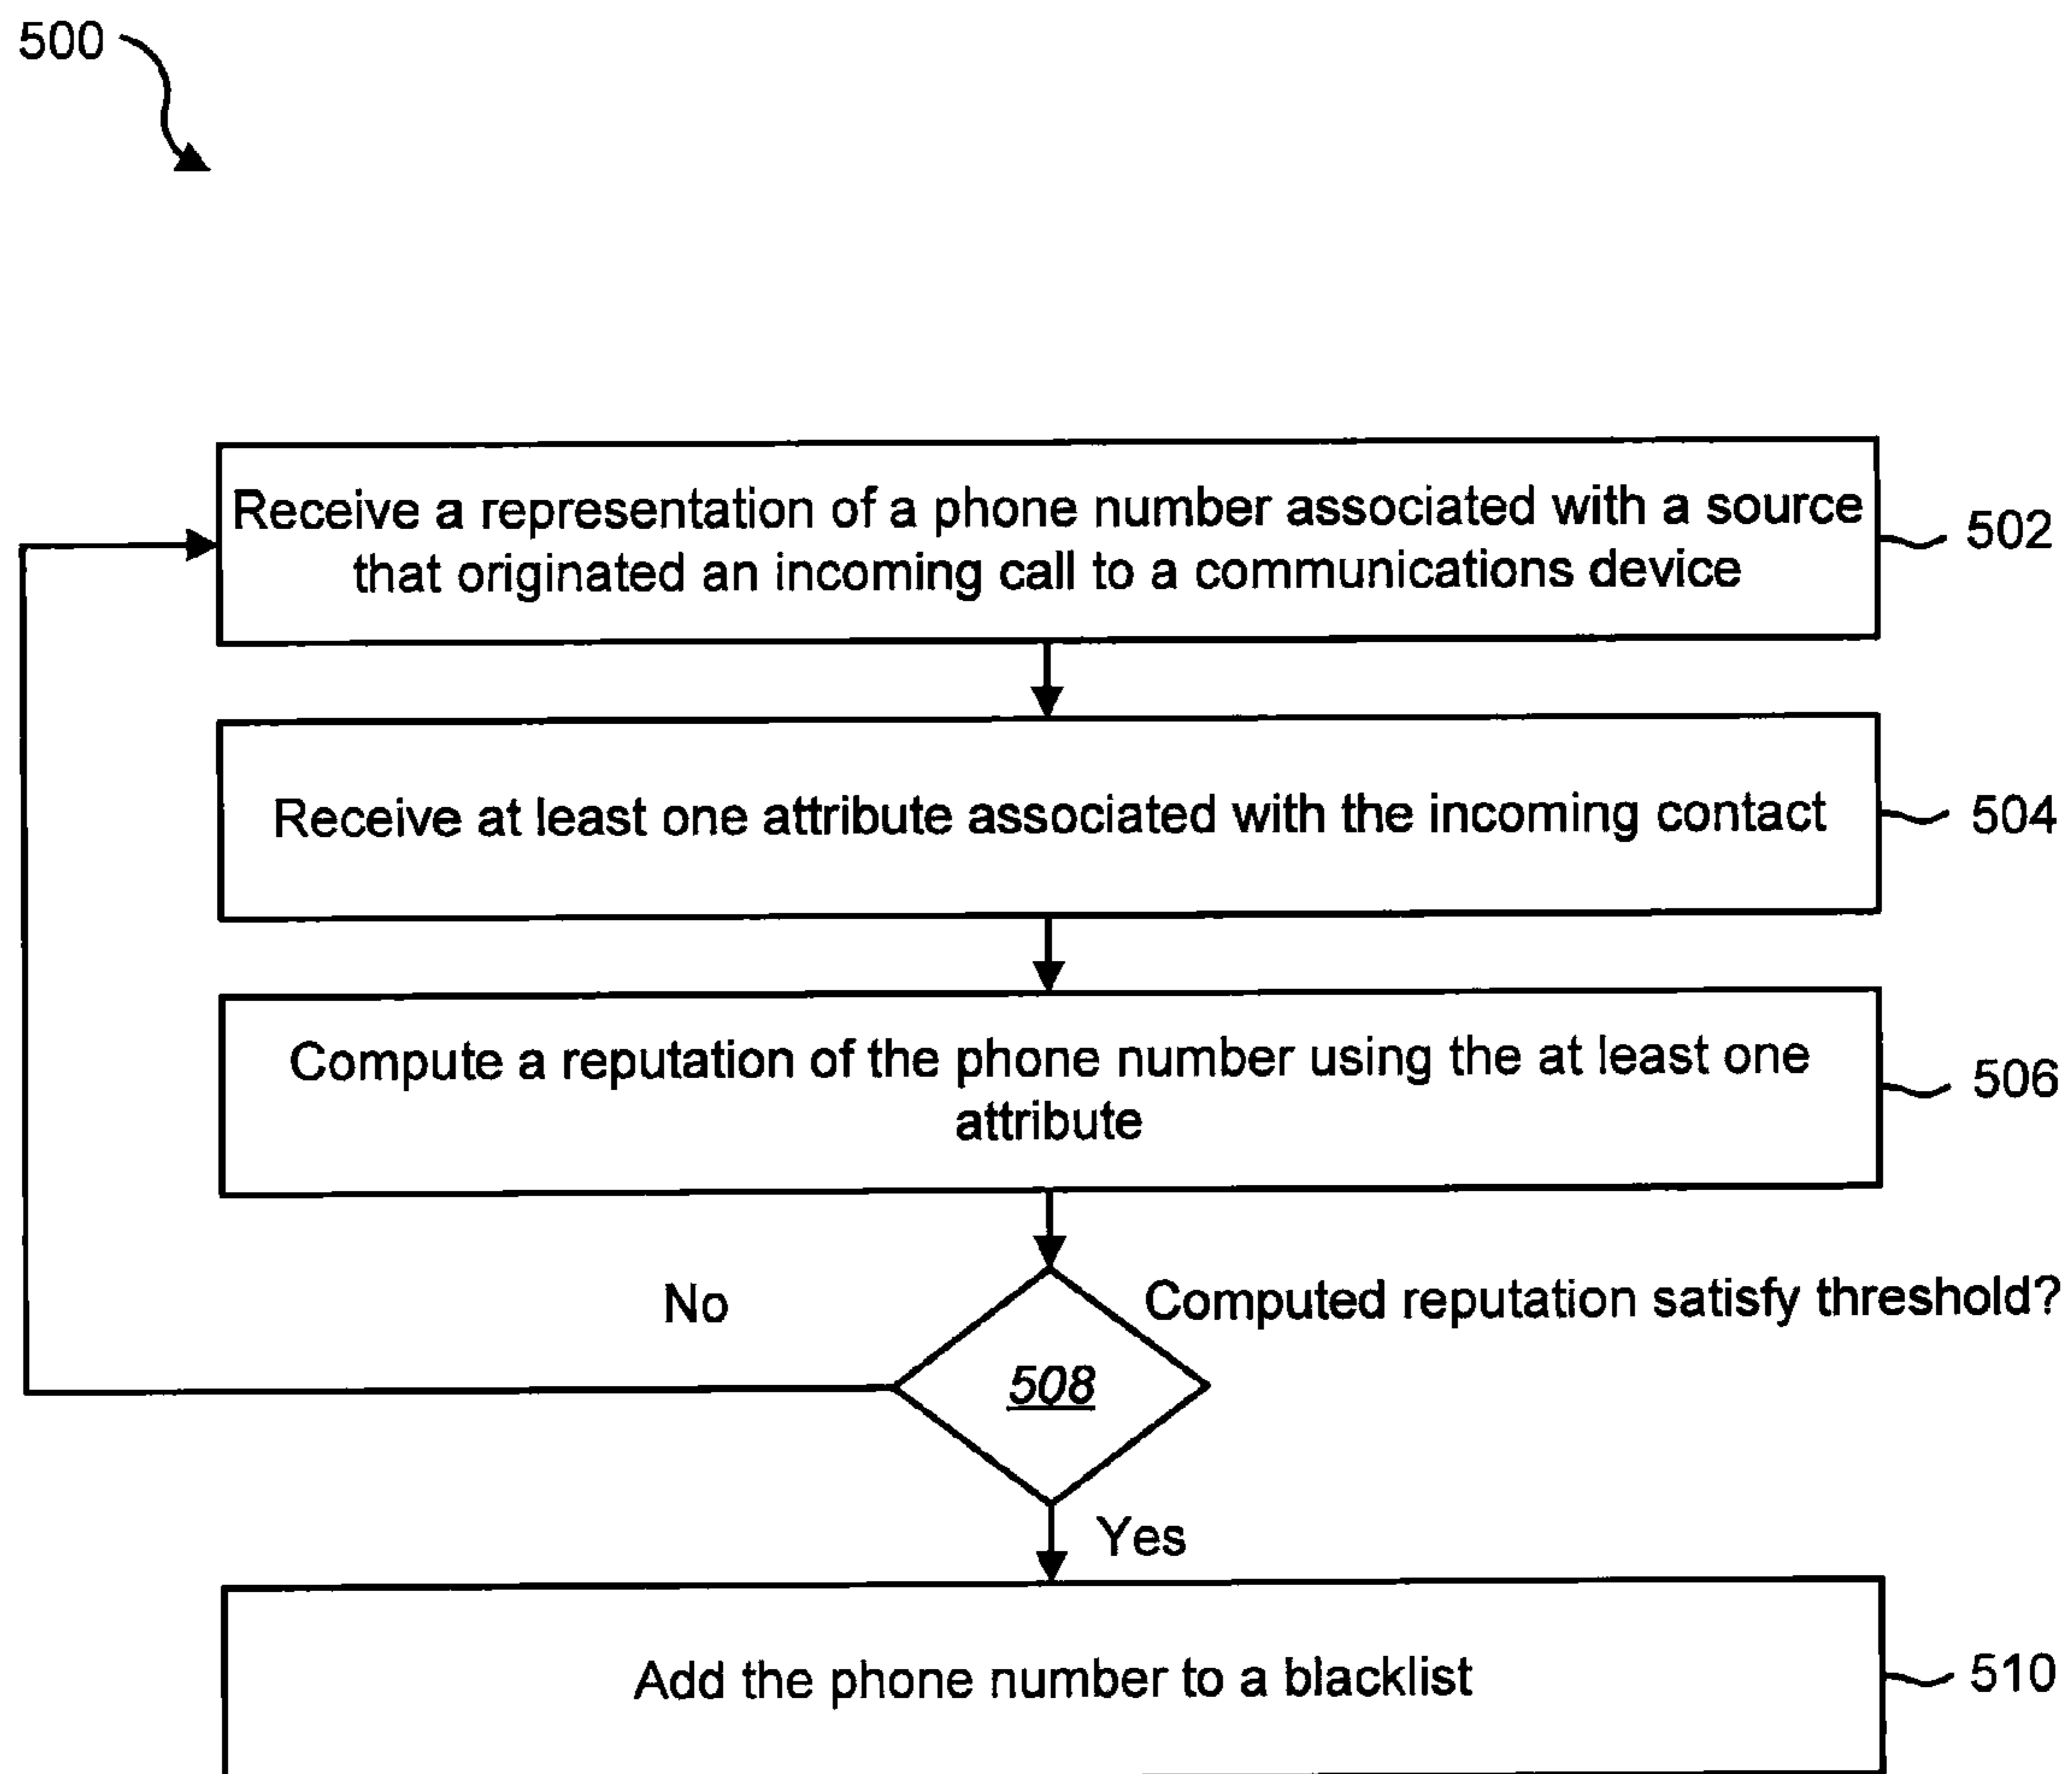 500
Receive a representation of a phone number associated with a source
that originated an incoming call to a communications device
502
Receive at least one attribute associated with the incoming contact
504
Compute a reputation of the phone number using the at least one
attribute
506
No
Computed reputation satisfy threshold?
508
Yes
Add the phone number to a blacklist
510